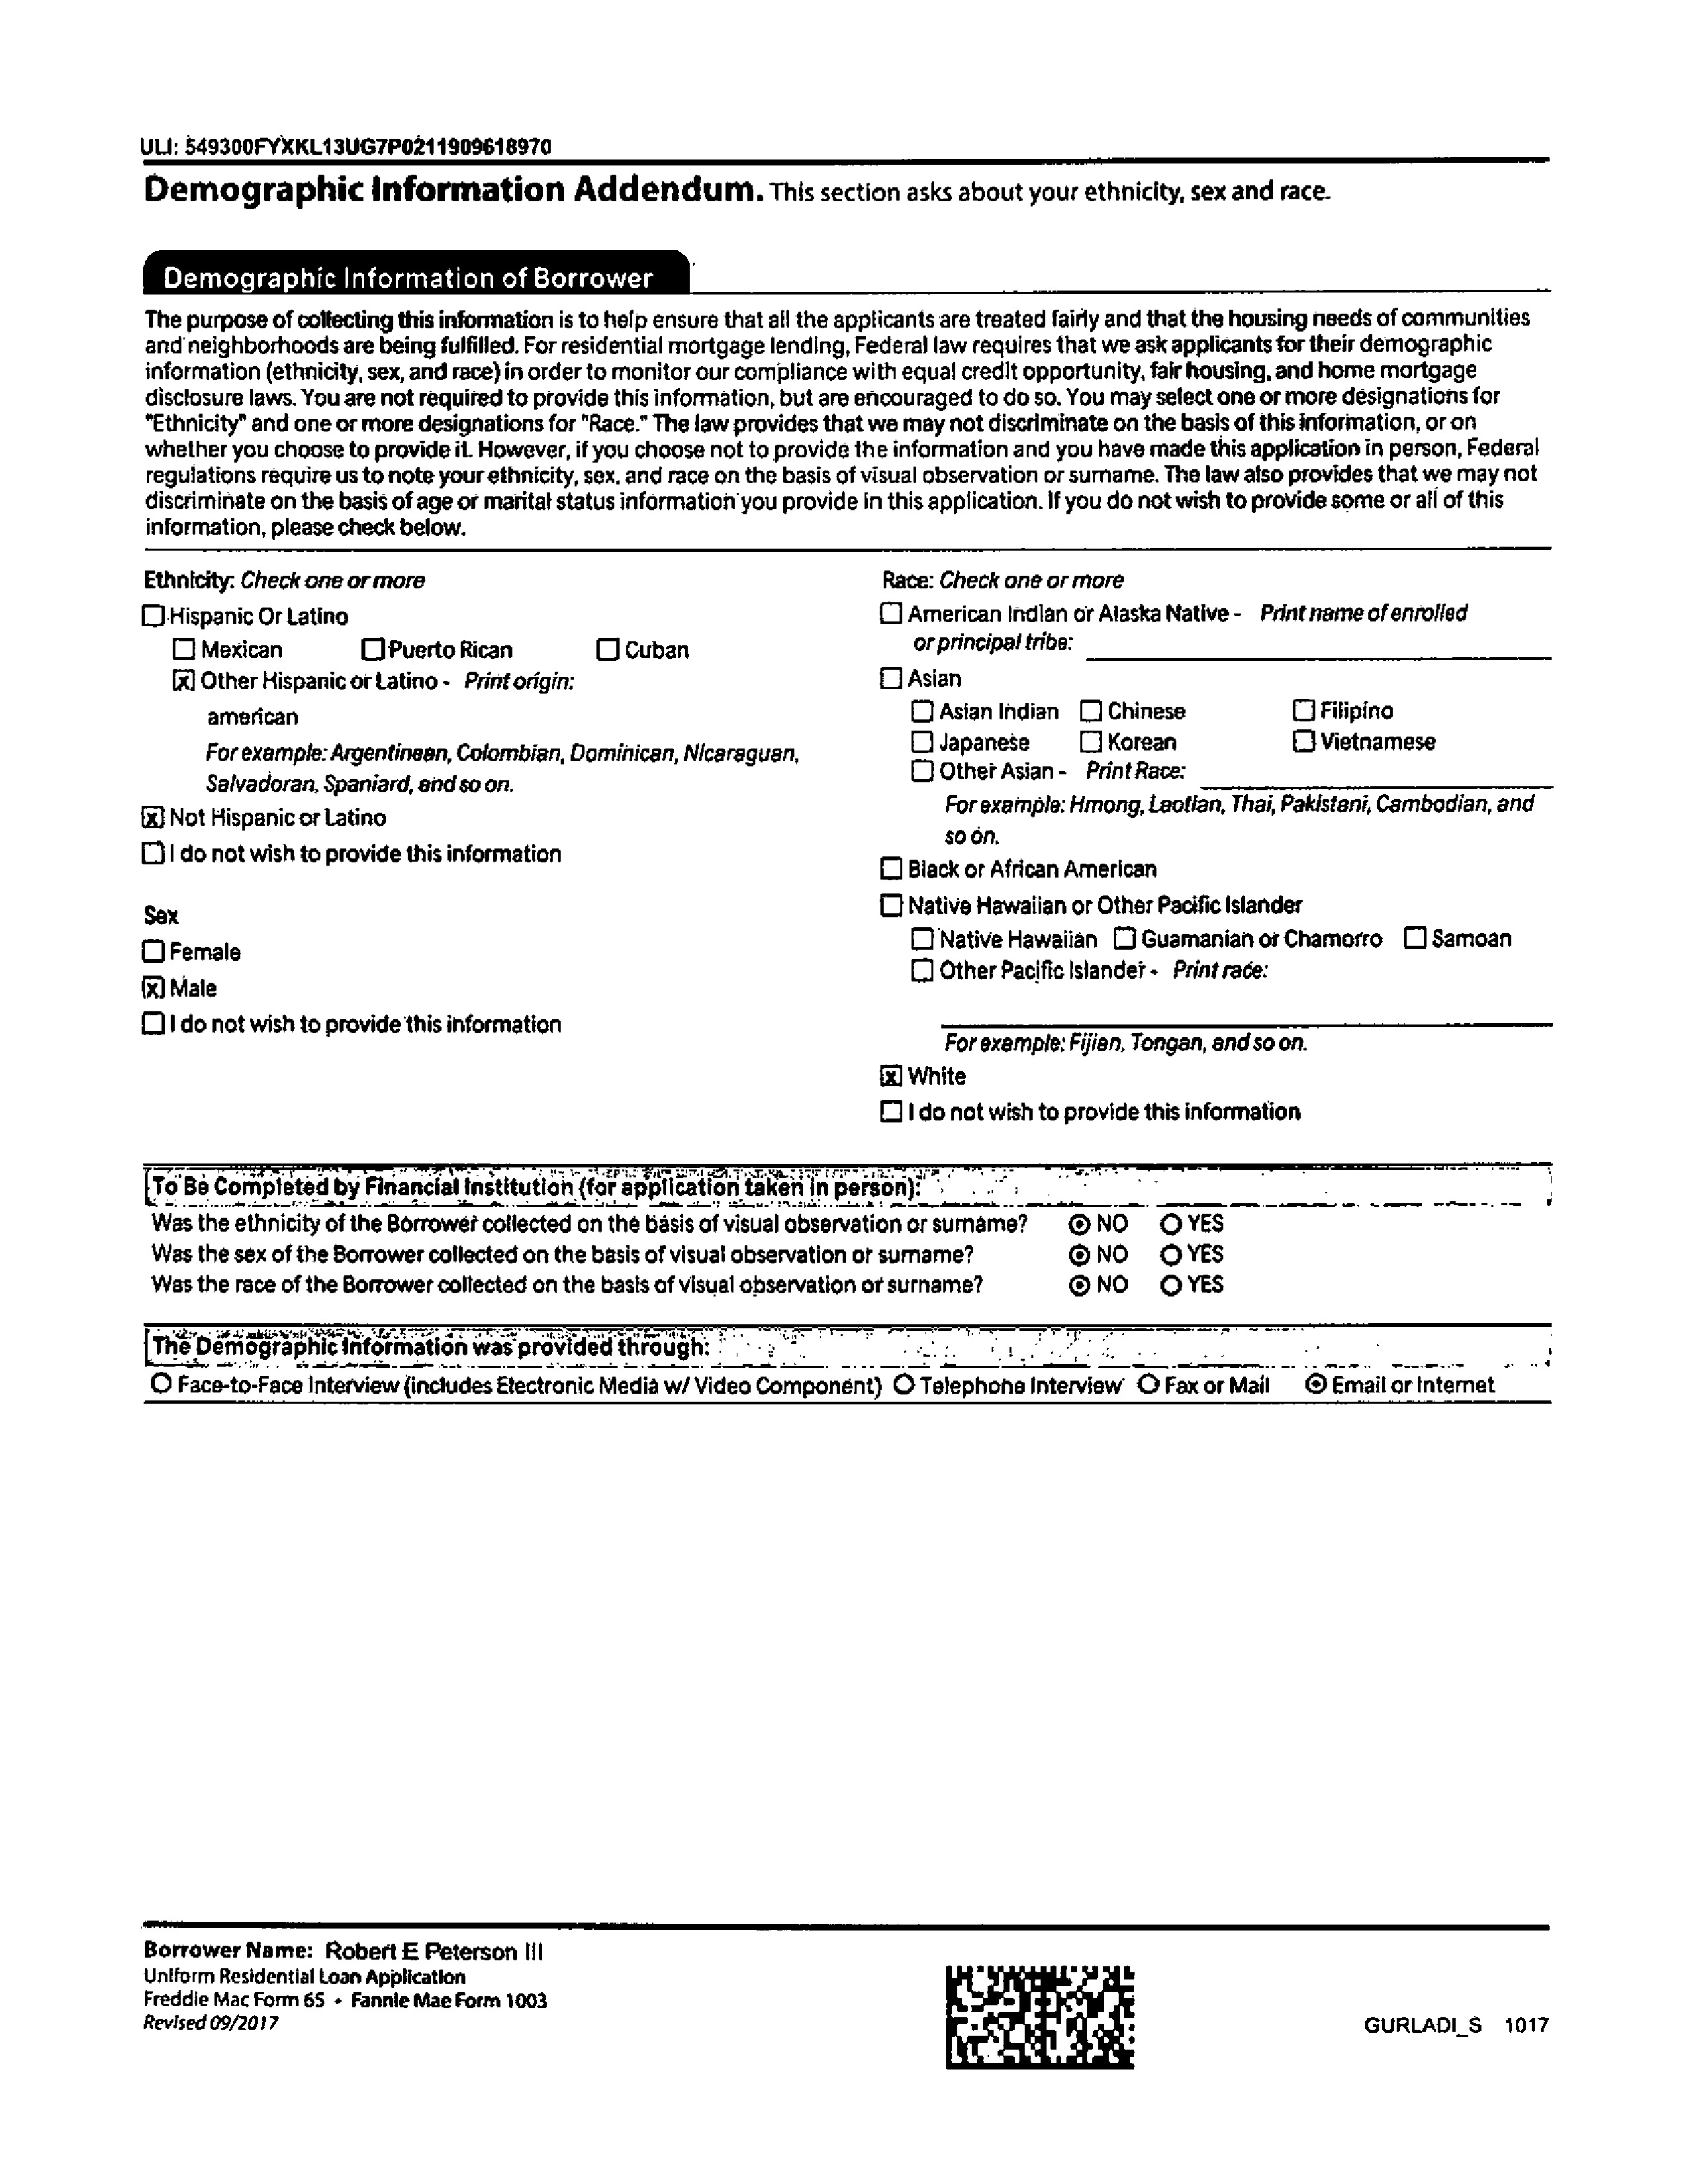 ULI: 549300FYXKL13UG7P0211909618970
Demographic Information Addendum. This section asks about your ethnicity, sex and race.
Demographic Information of Borrower
The purpose of collecting this information is to help ensure that all the applicants are treated fairly and that the housing needs of communities
and neighborhoods are being fulfilled. For residential mortgage lending, Federal law requires that we ask applicants for their demographic
information (ethnicity, sex, and race) in order to monitor our compliance with equal credit opportunity, fair housing, and home mortgage
disclosure laws. You are not required to provide this information, but are encouraged to do so. You may select one or more designations for
"Ethnicity" and one or more designations for "Race." The law provides that we may not discriminate on the basis of this information, or on
whether you choose to provide it. However, if you choose not to provide the information and you have made this application in person, Federal
regulations require us to note your ethnicity, sex, and race on the basis of visual observation or surname. The law also provides that we may not
discriminate on the basis of age or marital status information you provide in this application. If you do not wish to provide some or all of this
information, please check below.
Ethnicity: Check one or more
☐ Hispanic Or Latino
☐ Mexican ☐ Puerto Rican ☐ Cuban
☒ Other Hispanic or Latino - Print origin:
american
For example: Argentinean, Colombian, Dominican, Nicaraguan,
Salvadoran, Spaniard, and so on.
☒ Not Hispanic or Latino
☐ I do not wish to provide this information
Sex
☐ Female
☒ Male
☐ I do not wish to provide this information
Race: Check one or more
☐ American Indian or Alaska Native - Print name of enrolled
or principal tribe:
☐ Asian
☐ Asian Indian ☐ Chinese ☐ Filipino
☐ Japanese ☐ Korean ☐ Vietnamese
☐ Other Asian - Print Race:
For example: Hmong, Laotian, Thai, Pakistani, Cambodian, and
so on.
☐ Black or African American
☐ Native Hawaiian or Other Pacific Islander
☐ Native Hawaiian ☐ Guamanian or Chamorro ☐ Samoan
☐ Other Pacific Islander - Print race:
For example: Fijian, Tongan, and so on.
☒ White
☐ I do not wish to provide this information
To Be Completed by Financial Institution (for application taken in person):
Was the ethnicity of the Borrower collected on the basis of visual observation or surname? ⦿ NO ○ YES
Was the sex of the Borrower collected on the basis of visual observation or surname? ⦿ NO ○ YES
Was the race of the Borrower collected on the basis of visual observation or surname? ⦿ NO ○ YES
The Demographic Information was provided through:
○ Face-to-Face Interview (includes Electronic Media w/ Video Component) ○ Telephone Interview ○ Fax or Mail ⦿ Email or Internet
Borrower Name: Robert E Peterson III
Uniform Residential Loan Application
Freddie Mac Form 65 • Fannie Mae Form 1003
Revised 09/2017
GURLADI_S 1017